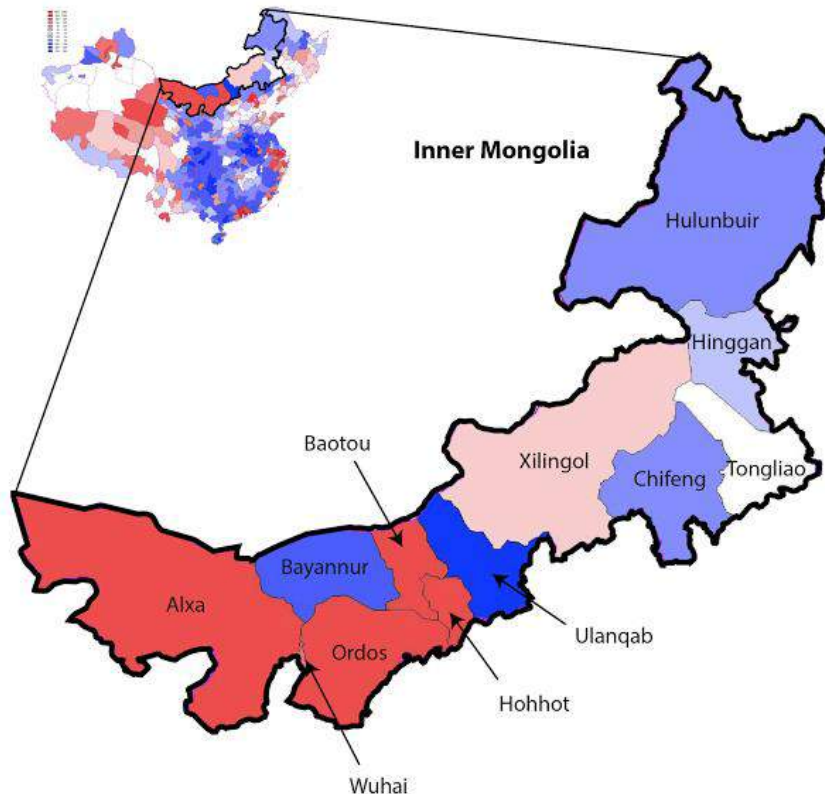 Inner Mongolia
Hulunbuir
Hinggan
Baotou
Xilingol
Chifeng
Tongliao
Bayannur
Alxa
Ulanqab
Ordos
Hohhot
Wuhai